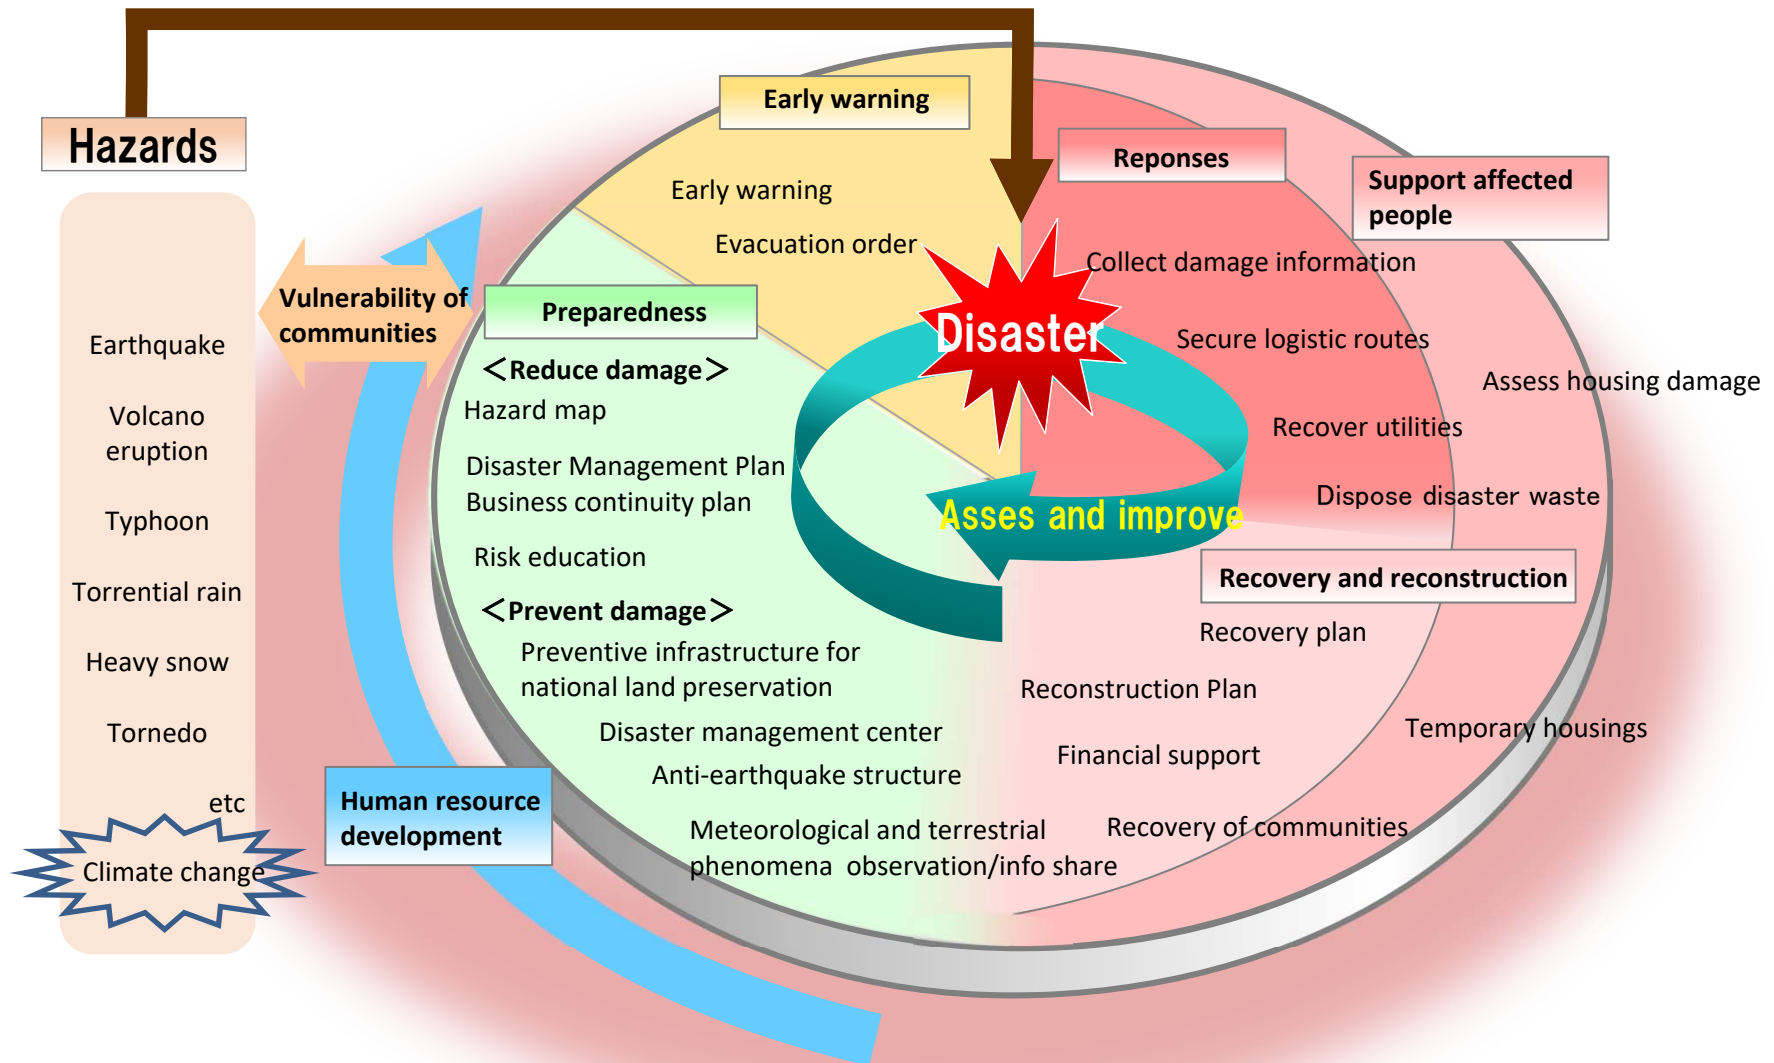 Hazards
Earthquake
Volcano
eruption
Typhoon
Torrential rain
Heavy snow
Tornedo
etc
Climate change
Vulnerability of
communities
Human resource
development
Early warning
Early warning
Evacuation order
Preparedness
＜Reduce damage＞
Hazard map
Disaster Management Plan
Business continuity plan
Risk education
＜Prevent damage＞
Preventive infrastructure for
national land preservation
Disaster management center
Anti-earthquake structure
Meteorological and terrestrial
phenomena observation/info share
Disaster
Asses and improve
Reponses
Collect damage information
Secure logistic routes
Recover utilities
Dispose disaster waste
Support affected
people
Assess housing damage
Temporary housings
Recovery and reconstruction
Recovery plan
Reconstruction Plan
Financial support
Recovery of communities